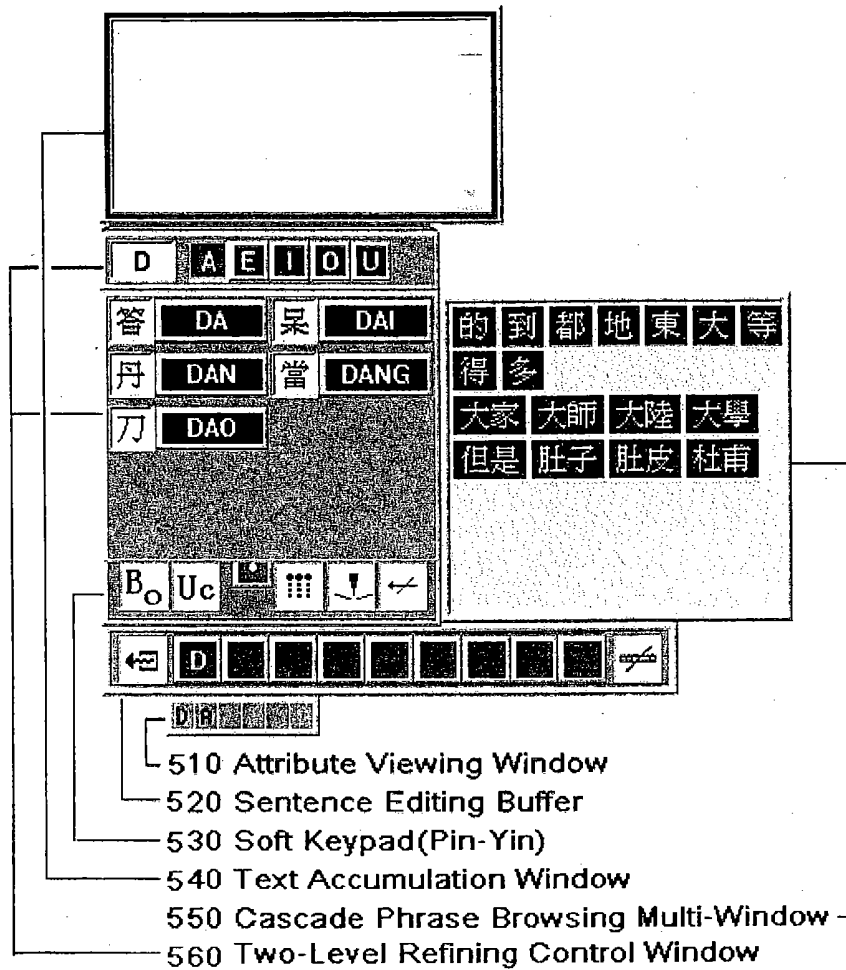 D A E I O U
答 DA 呆 DAI
丹 DAN 當 DANG
刀 DAO
的 到 都 地 東 大 等
得 多
大家 大師 大陸 大學
但是 肚子 肚皮 杜甫
Bo Uc
D
D A
510 Attribute Viewing Window
520 Sentence Editing Buffer
530 Soft Keypad(Pin-Yin)
540 Text Accumulation Window
550 Cascade Phrase Browsing Multi-Window
560 Two-Level Refining Control Window